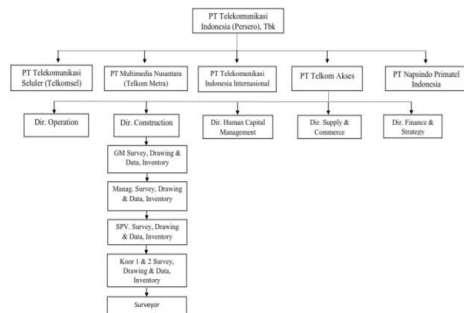 PT Telekomunikasi
Indonesia (Persero), Tbk
PT Telekomunikasi
Seluler (Telkomsel)
PT Multimedia Nusantara
(Telkom Metra)
PT Telekomunikasi
Indonesia Internasional
PT Telkom Akses
PT Napsindo Primatel
Indonesia
Dir. Operation
Dir. Construction
Dir. Human Capital
Management
Dir. Supply &
Commerce
Dir. Finance &
Strategy
GM Survey, Drawing &
Data, Inventory
Manag. Survey, Drawing
& Data, Inventory
SPV. Survey, Drawing
& Data, Inventory
Koor 1 & 2 Survey,
Drawing & Data,
Inventory
Surveyor